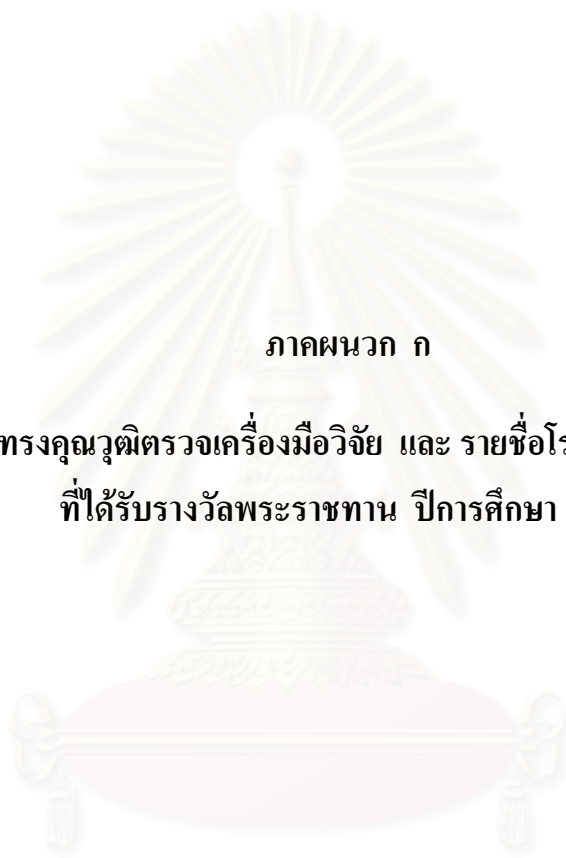 ภาคผนวก ก
ทรงคุณวุฒิตรวจเครื่องมือวิจัย และ รายชื่อโร
ที่ได้รับรางวัลพระราชทาน ปีการศึกษา